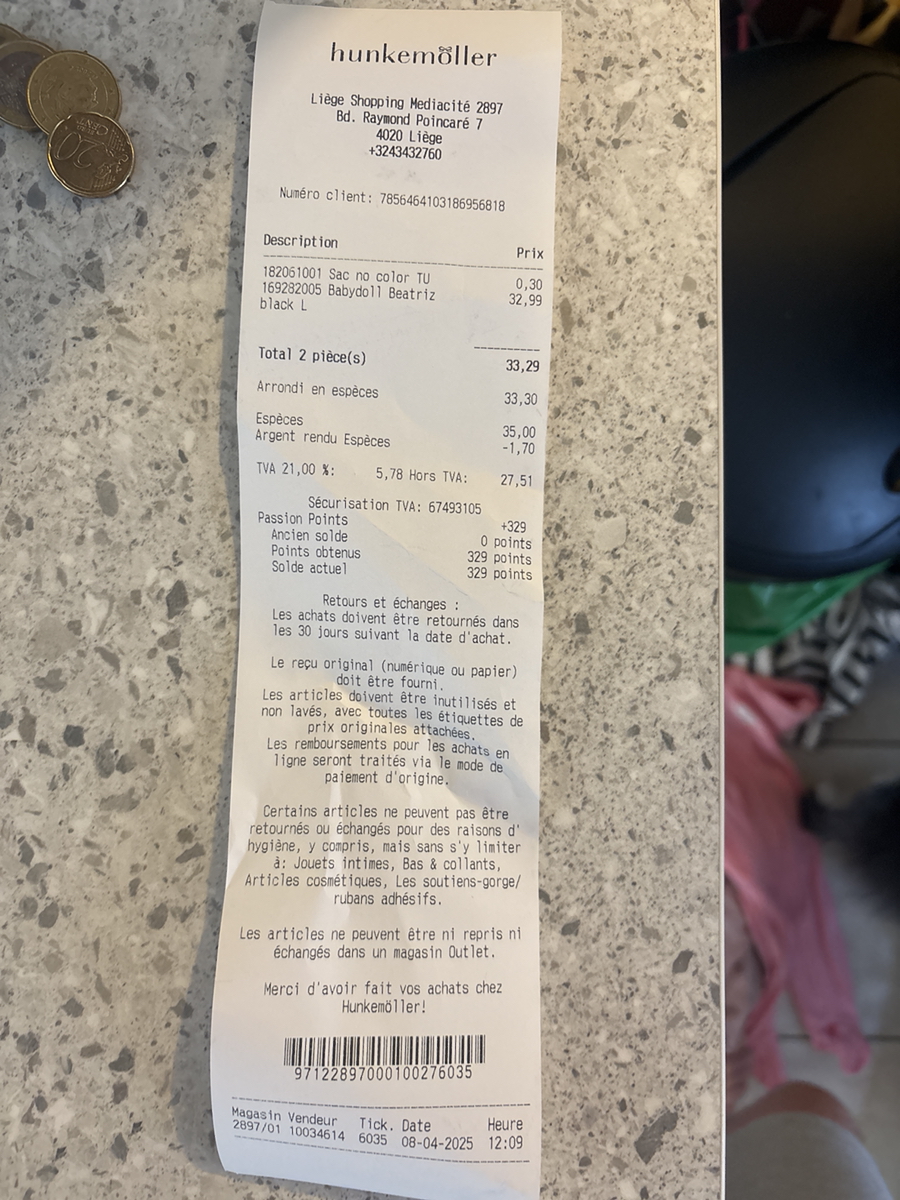 hunkemöller
Liège Shopping Mediacité 2897
Bd. Raymond Poincaré 7
4020 Liège
+3243432760
Numéro client: 7856464103186956818
Description Prix
182061001 Sac no color TU 0,30
169282005 Babydoll Beatriz 32,99
black L
Total 2 pièce(s) 33,29
Arrondi en espèces 33,30
Espèces 35,00
Argent rendu Espèces -1,70
TVA 21,00 %: 5,78 Hors TVA: 27,51
Sécurisation TVA: 67493105
Passion Points +329
Ancien solde 0 points
Points obtenus 329 points
Solde actuel 329 points
Retours et échanges :
Les achats doivent être retournés dans
les 30 jours suivant la date d'achat.
Le reçu original (numérique ou papier)
doit être fourni.
Les articles doivent être inutilisés et
non lavés, avec toutes les étiquettes de
prix originales attachées.
Les remboursements pour les achats en
ligne seront traités via le mode de
paiement d'origine.
Certains articles ne peuvent pas être
retournés ou échangés pour des raisons d'
hygiène, y compris, mais sans s'y limiter
à: Jouets intimes, Bas & collants,
Articles cosmétiques, Les soutiens-gorge/
rubans adhésifs.
Les articles ne peuvent être ni repris ni
échangés dans un magasin Outlet.
Merci d'avoir fait vos achats chez
Hunkemöller!
97122897000100276035
Magasin Vendeur Tick. Date Heure
2897/01 10034614 6035 08-04-2025 12:09
20
CENT